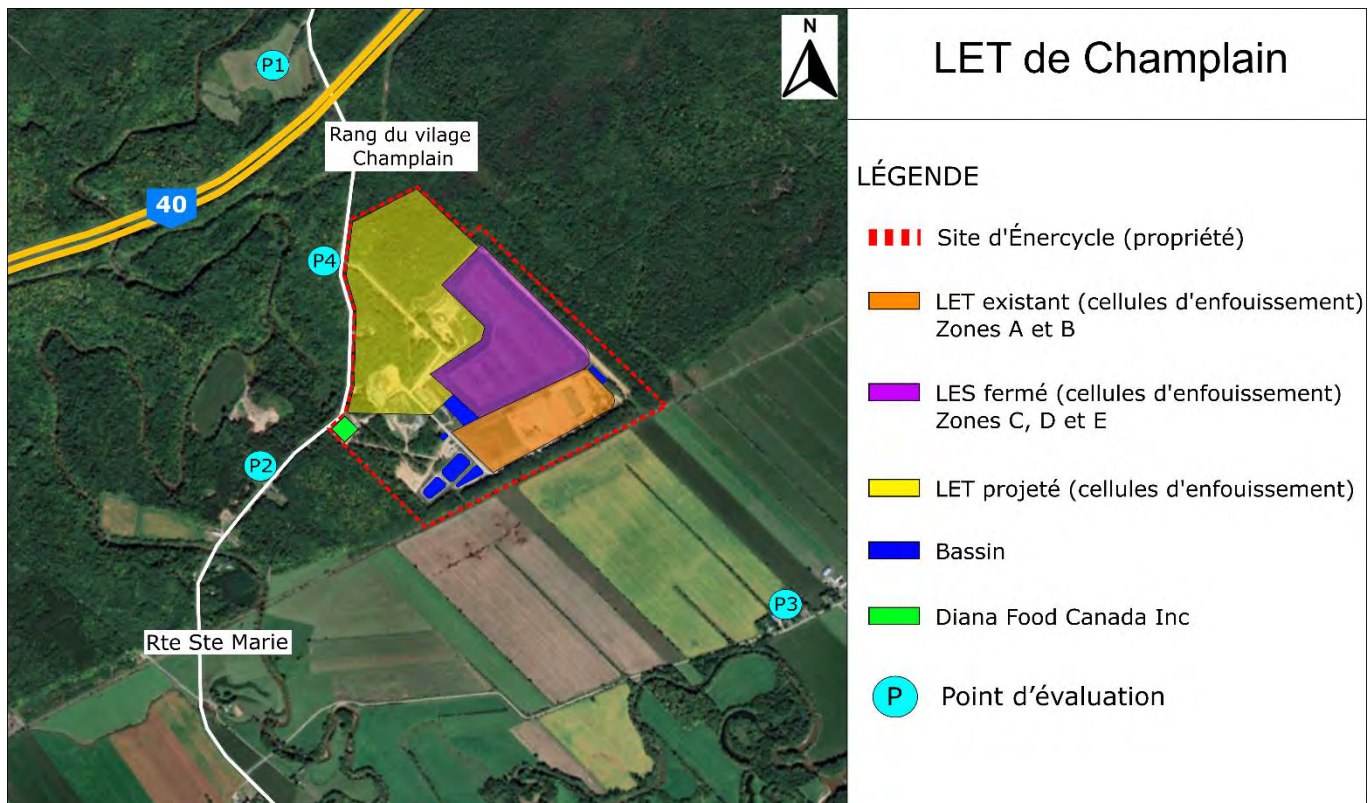 LET de Champlain
N
P1
Rang du vilage
Champlain
40
P4
P2
P3
Rte Ste Marie
LÉGENDE
Site d'Énercycle (propriété)
LET existant (cellules d'enfouissement)
Zones A et B
LES fermé (cellules d'enfouissement)
Zones C, D et E
LET projeté (cellules d'enfouissement)
Bassin
Diana Food Canada Inc
P
Point d’évaluation